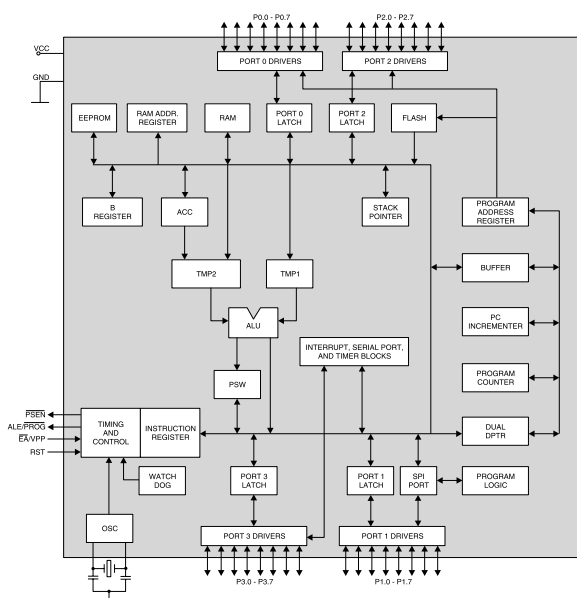 P0.0 - P0.7
P2.0 - P2.7
VCC
GND
PORT 0 DRIVERS
PORT 2 DRIVERS
EEPROM
RAM ADDR.
REGISTER
RAM
PORT 0
LATCH
PORT 2
LATCH
FLASH
B
REGISTER
ACC
STACK
POINTER
PROGRAM
ADDRESS
REGISTER
TMP2
TMP1
BUFFER
ALU
PC
INCREMENTER
INTERRUPT, SERIAL PORT,
AND TIMER BLOCKS
PSW
PROGRAM
COUNTER
PSEN
ALE/PROG
EA/VPP
RST
TIMING
AND
CONTROL
INSTRUCTION
REGISTER
DUAL
DPTR
WATCH
DOG
PORT 3
LATCH
PORT 1
LATCH
SPI
PORT
PROGRAM
LOGIC
OSC
PORT 3 DRIVERS
PORT 1 DRIVERS
P3.0 - P3.7
P1.0 - P1.7